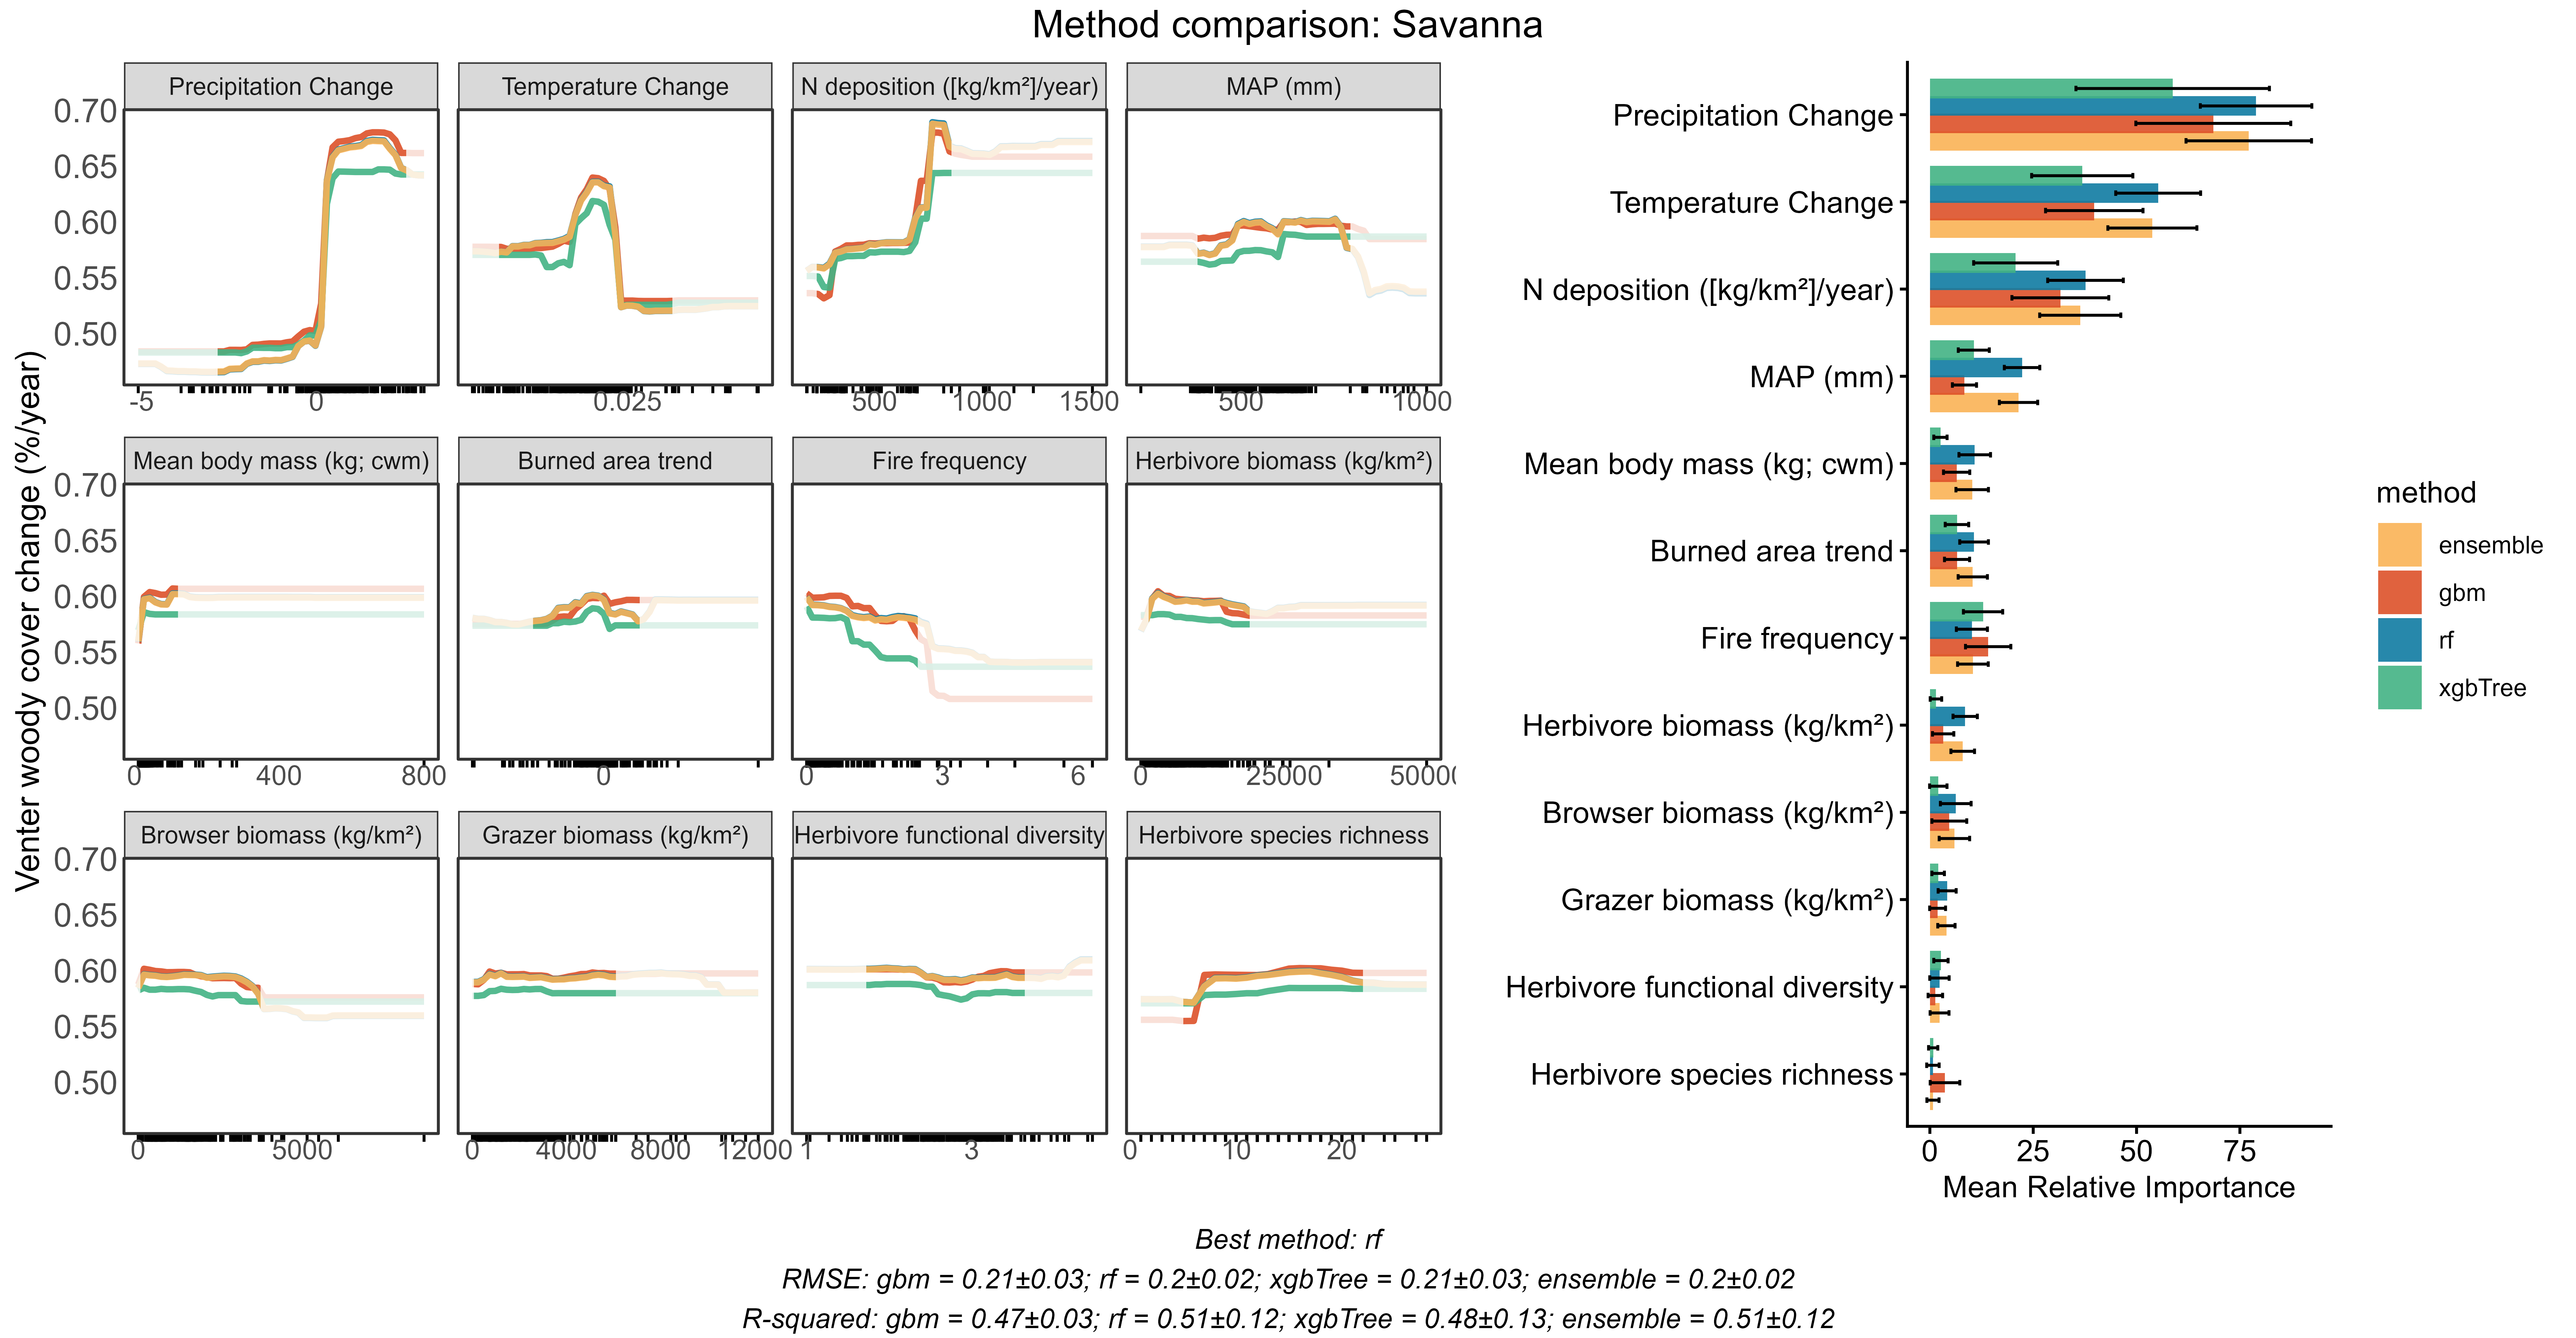 Method comparison: Savanna
Venter woody cover change (%/year)
Precipitation Change
Temperature Change
N deposition ([kg/km²]/year)
MAP (mm)
0.70
0.65
0.60
0.55
0.50
-5 0
0.025
500 1000 1500
500 1000
Mean body mass (kg; cwm)
Burned area trend
Fire frequency
Herbivore biomass (kg/km²)
0.70
0.65
0.60
0.55
0.50
0 400 800
0
0 3 6
0 25000 5000
Browser biomass (kg/km²)
Grazer biomass (kg/km²)
Herbivore functional diversity
Herbivore species richness
0.70
0.65
0.60
0.55
0.50
0 5000
0 4000 8000 12000
1 3
0 10 20
Precipitation Change
Temperature Change
N deposition ([kg/km²]/year)
MAP (mm)
Mean body mass (kg; cwm)
Burned area trend
Fire frequency
Herbivore biomass (kg/km²)
Browser biomass (kg/km²)
Grazer biomass (kg/km²)
Herbivore functional diversity
Herbivore species richness
0 25 50 75
Mean Relative Importance
method
ensemble
gbm
rf
xgbTree
Best method: rf
RMSE: gbm = 0.21±0.03; rf = 0.2±0.02; xgbTree = 0.21±0.03; ensemble = 0.2±0.02
R-squared: gbm = 0.47±0.03; rf = 0.51±0.12; xgbTree = 0.48±0.13; ensemble = 0.51±0.12